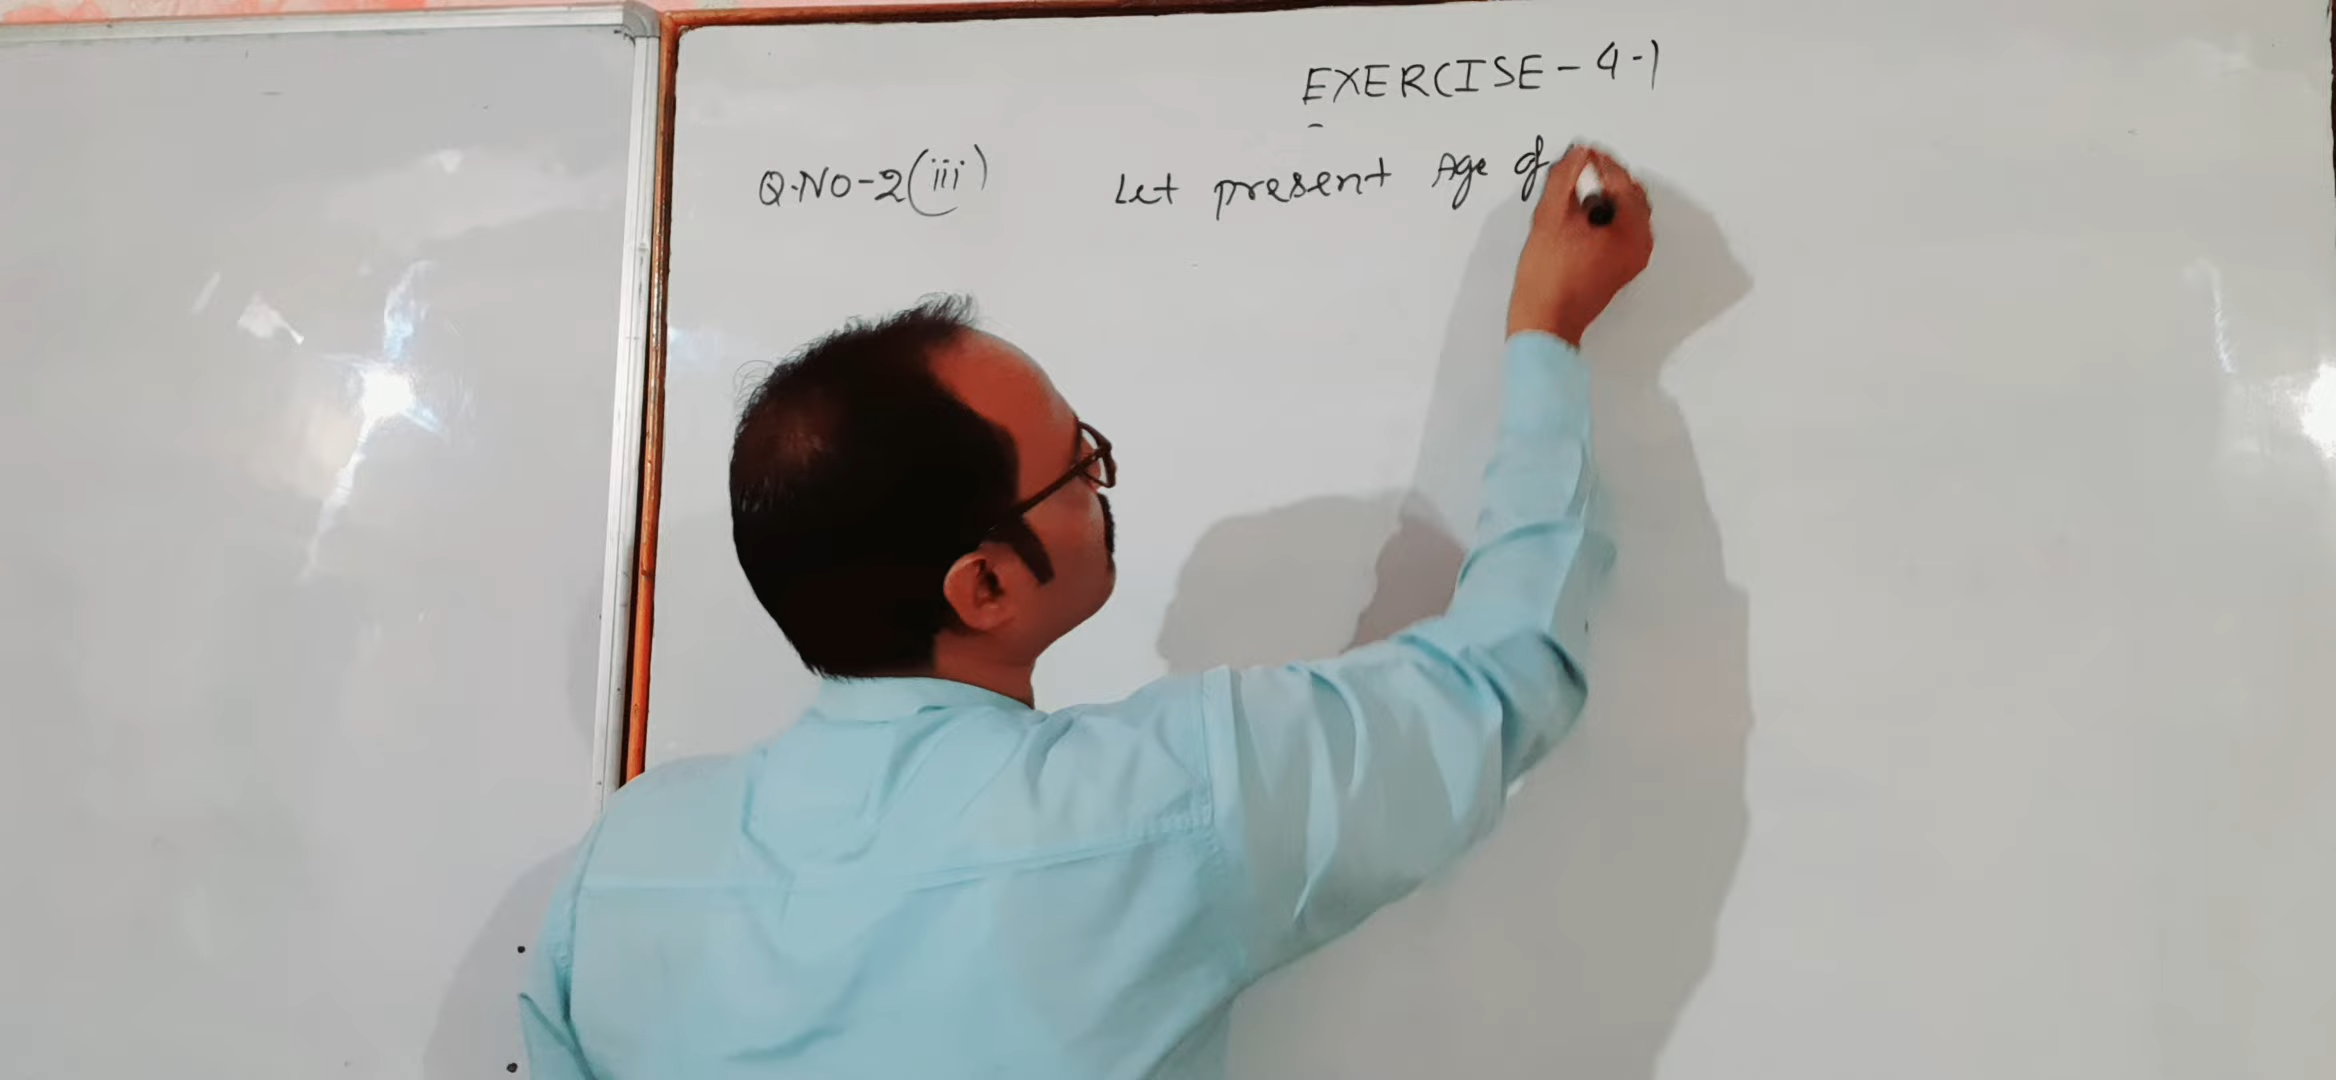 EXERCISE-4-1
Q.NO-2(iii) Let present Age of